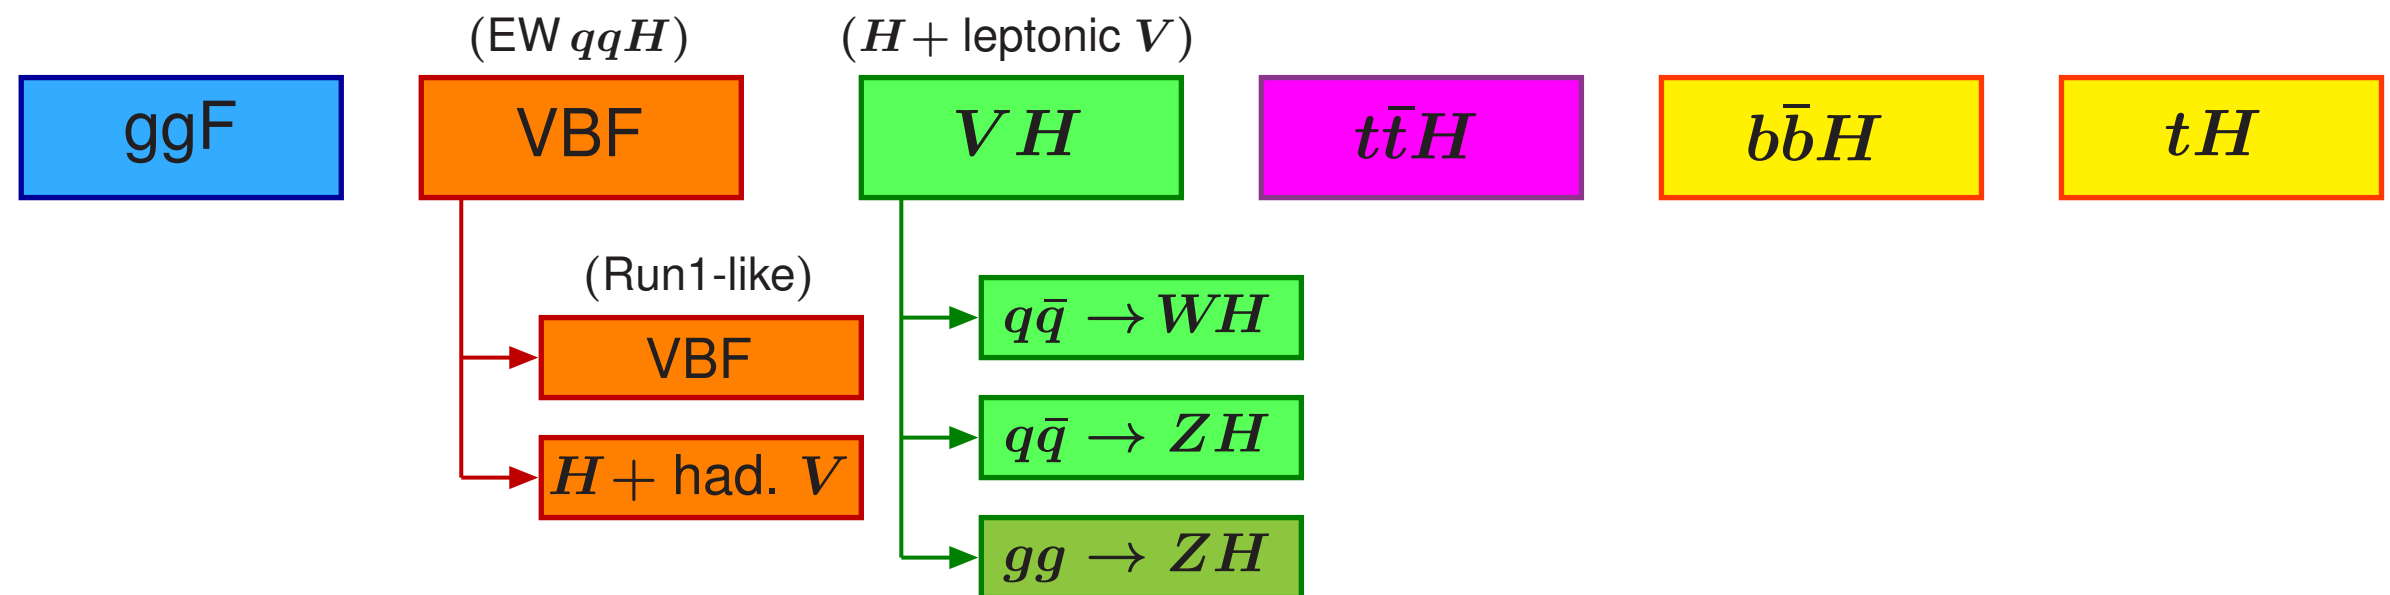 (EW qqH)
(H + leptonic V)
ggF
VBF
VH
tt̄H
bb̄H
tH
(Run1-like)
VBF
H + had. V
qq̄ → WH
qq̄ → ZH
gg → ZH